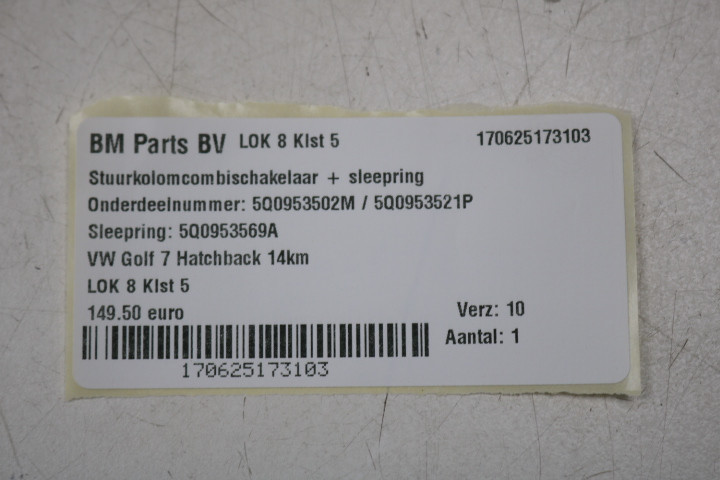 BM Parts BV LOK 8 Klst 5 170625173103
Stuurkolomcombischakelaar + sleepring
Onderdeelnummer: 5Q0953502M / 5Q0953521P
Sleepring: 5Q0953569A
VW Golf 7 Hatchback 14km
LOK 8 Klst 5
149.50 euro Verz: 10
Aantal: 1
170625173103